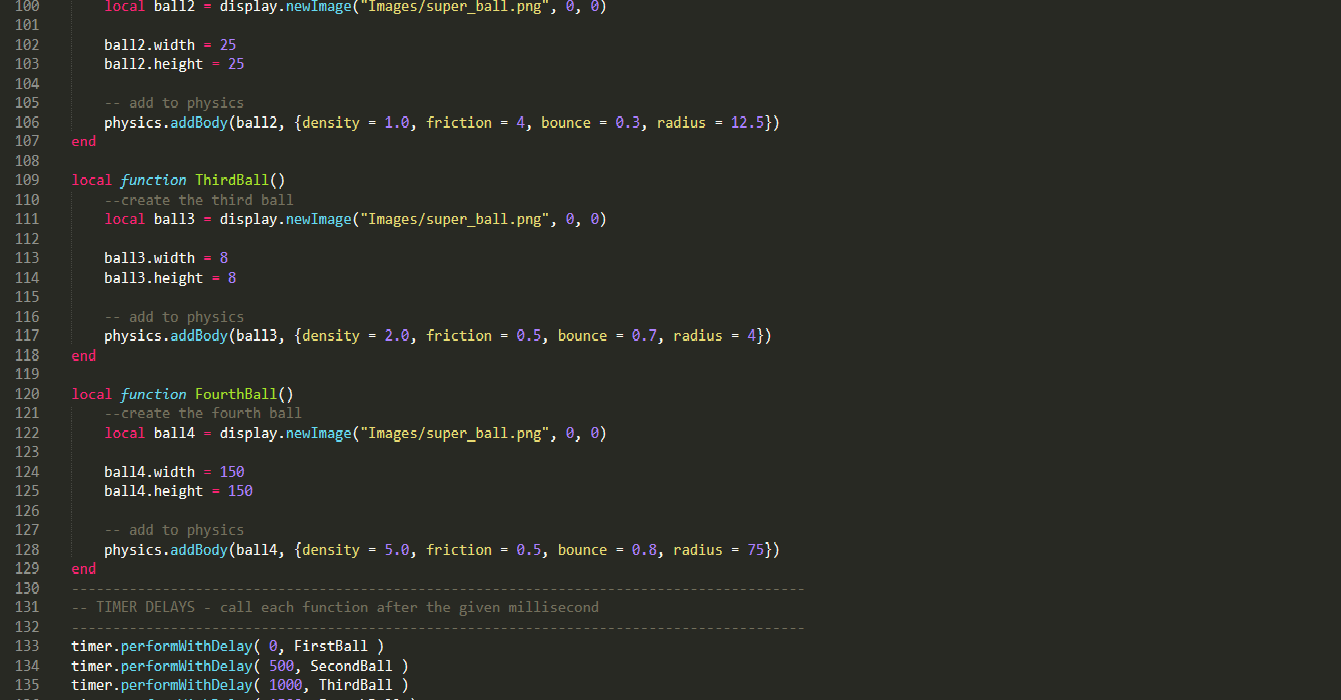 100 local ball2 = display.newImage("Images/super_ball.png", 0, 0)
101
102 ball2.width = 25
103 ball2.height = 25
104
105 -- add to physics
106 physics.addBody(ball2, {density = 1.0, friction = 4, bounce = 0.3, radius = 12.5})
107 end
108
109 local function ThirdBall()
110 --create the third ball
111 local ball3 = display.newImage("Images/super_ball.png", 0, 0)
112
113 ball3.width = 8
114 ball3.height = 8
115
116 -- add to physics
117 physics.addBody(ball3, {density = 2.0, friction = 0.5, bounce = 0.7, radius = 4})
118 end
119
120 local function FourthBall()
121 --create the fourth ball
122 local ball4 = display.newImage("Images/super_ball.png", 0, 0)
123
124 ball4.width = 150
125 ball4.height = 150
126
127 -- add to physics
128 physics.addBody(ball4, {density = 5.0, friction = 0.5, bounce = 0.8, radius = 75})
129 end
130 -----------------------------------------------------------------------------------------
131 -- TIMER DELAYS - call each function after the given millisecond
132 -----------------------------------------------------------------------------------------
133 timer.performWithDelay( 0, FirstBall )
134 timer.performWithDelay( 500, SecondBall )
135 timer.performWithDelay( 1000, ThirdBall )